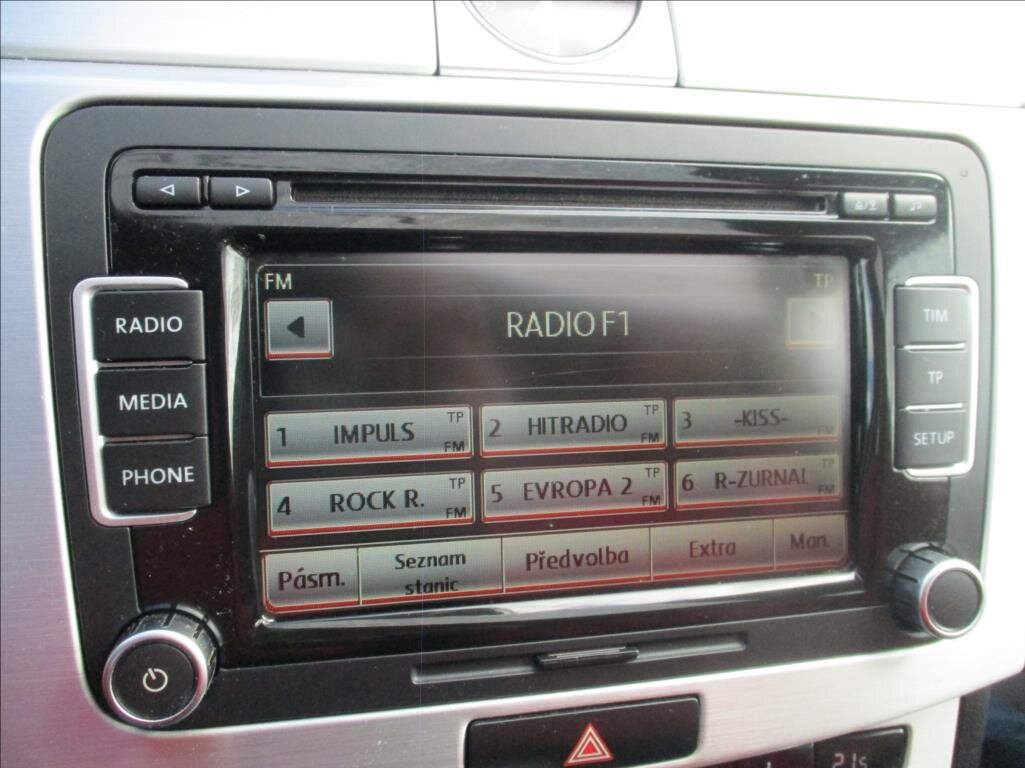 FM
TP
RADIO F1
RADIO
MEDIA
PHONE
TIM
TP
SETUP
1 IMPULS TP FM
2 HITRADIO TP FM
3 -KISS- FM
4 ROCK R. TP FM
5 EVROPA 2 TP FM
6 R-ZURNAL TP FM
Pásm.
Seznam
stanic
Předvolba
Extra
Man.